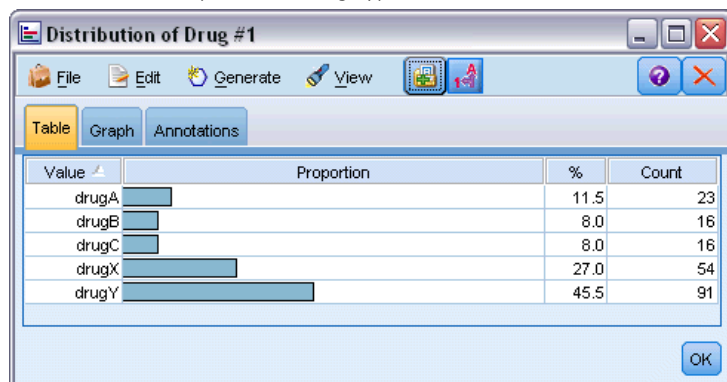 Distribution of Drug #1
File Edit Generate View
Table Graph Annotations
Value Proportion % Count
drugA 11.5 23
drugB 8.0 16
drugC 8.0 16
drugX 27.0 54
drugY 45.5 91
OK